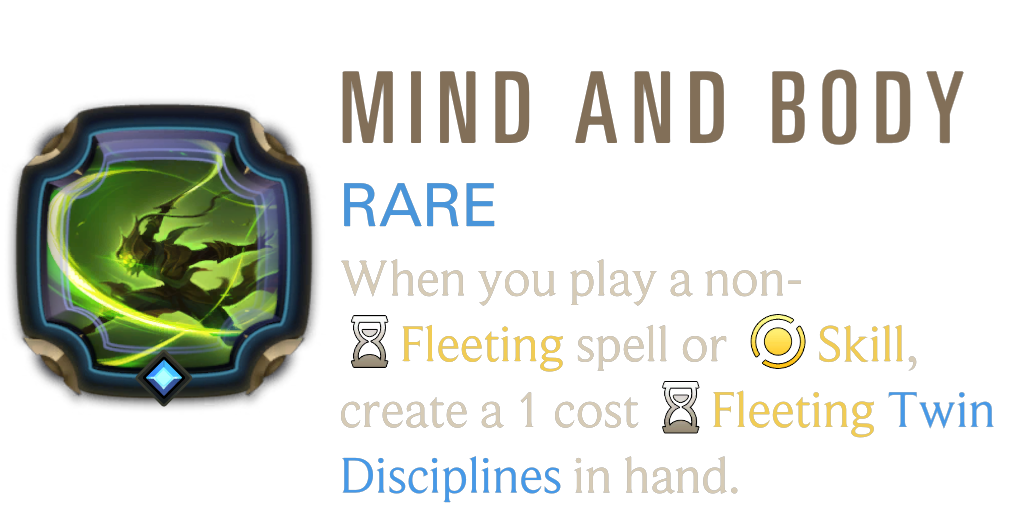 MIND AND BODY
RARE
When you play a non-
Fleeting spell or Skill,
create a 1 cost Fleeting Twin
Disciplines in hand.